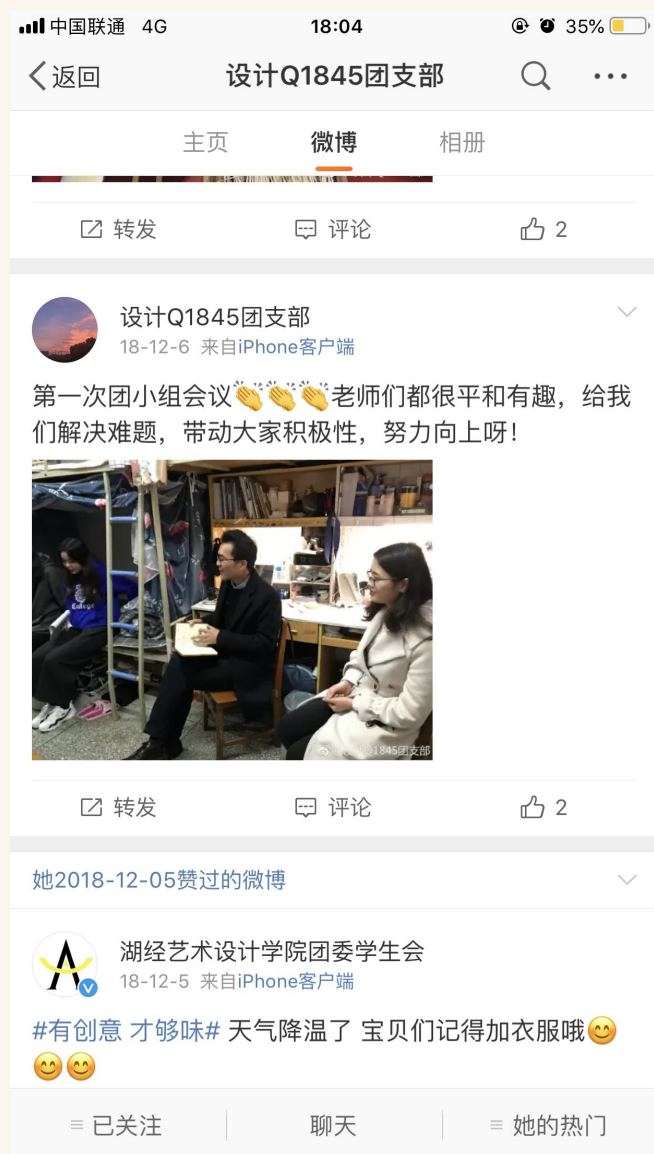 中国联通 4G 18:04 35%
返回 设计Q1845团支部
主页 微博 相册
转发 评论 2
设计Q1845团支部
18-12-6 来自iPhone客户端
第一次团小组会议👏👏👏老师们都很平和有趣，给我
们解决难题，带动大家积极性，努力向上呀！
1845团支部
转发 评论 2
她2018-12-05赞过的微博
湖经艺术设计学院团委学生会
18-12-5 来自iPhone客户端
#有创意 才够味# 天气降温了 宝贝们记得加衣服哦😊
😊😊
已关注 聊天 她的热门